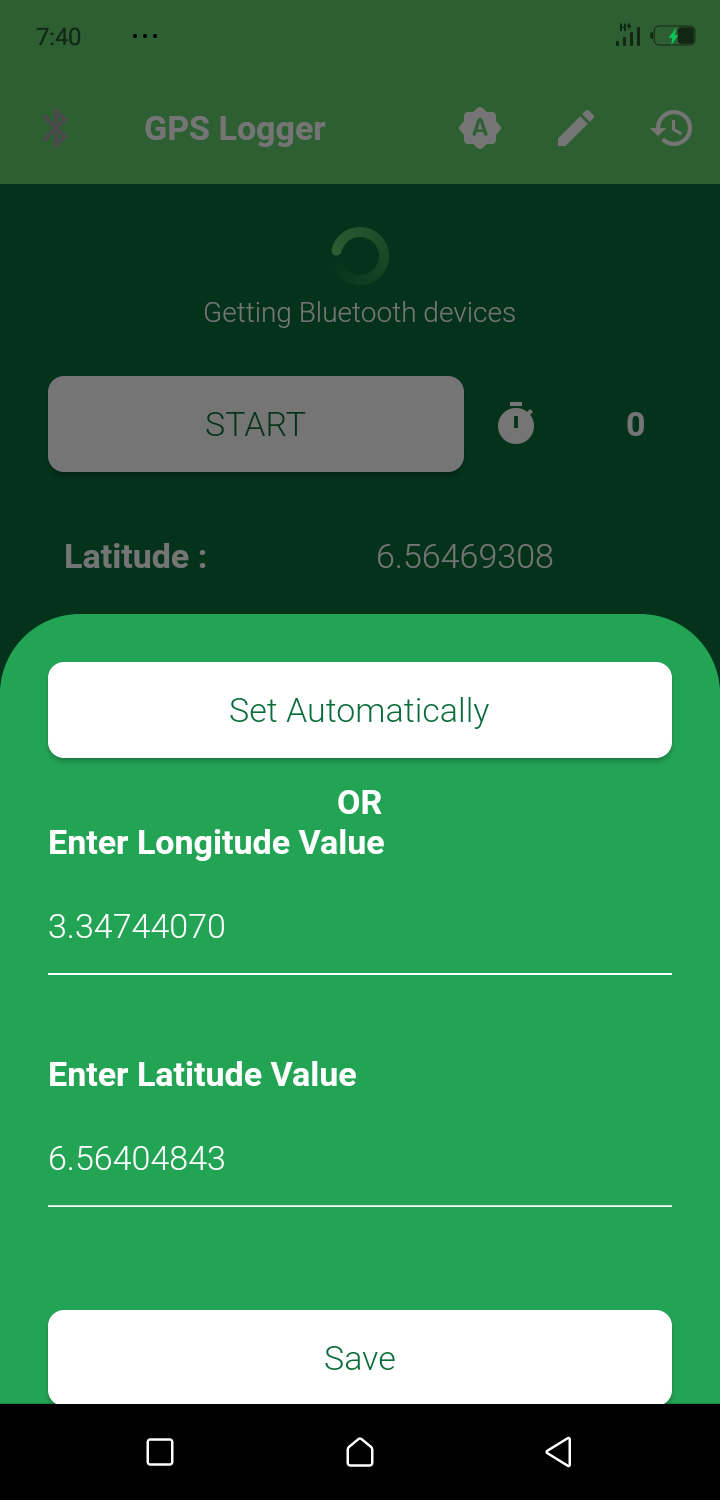 7:40
H+
GPS Logger
A
Getting Bluetooth devices
START
0
Latitude :
6.56469308
Set Automatically
OR
Enter Longitude Value
3.34744070
Enter Latitude Value
6.56404843
Save